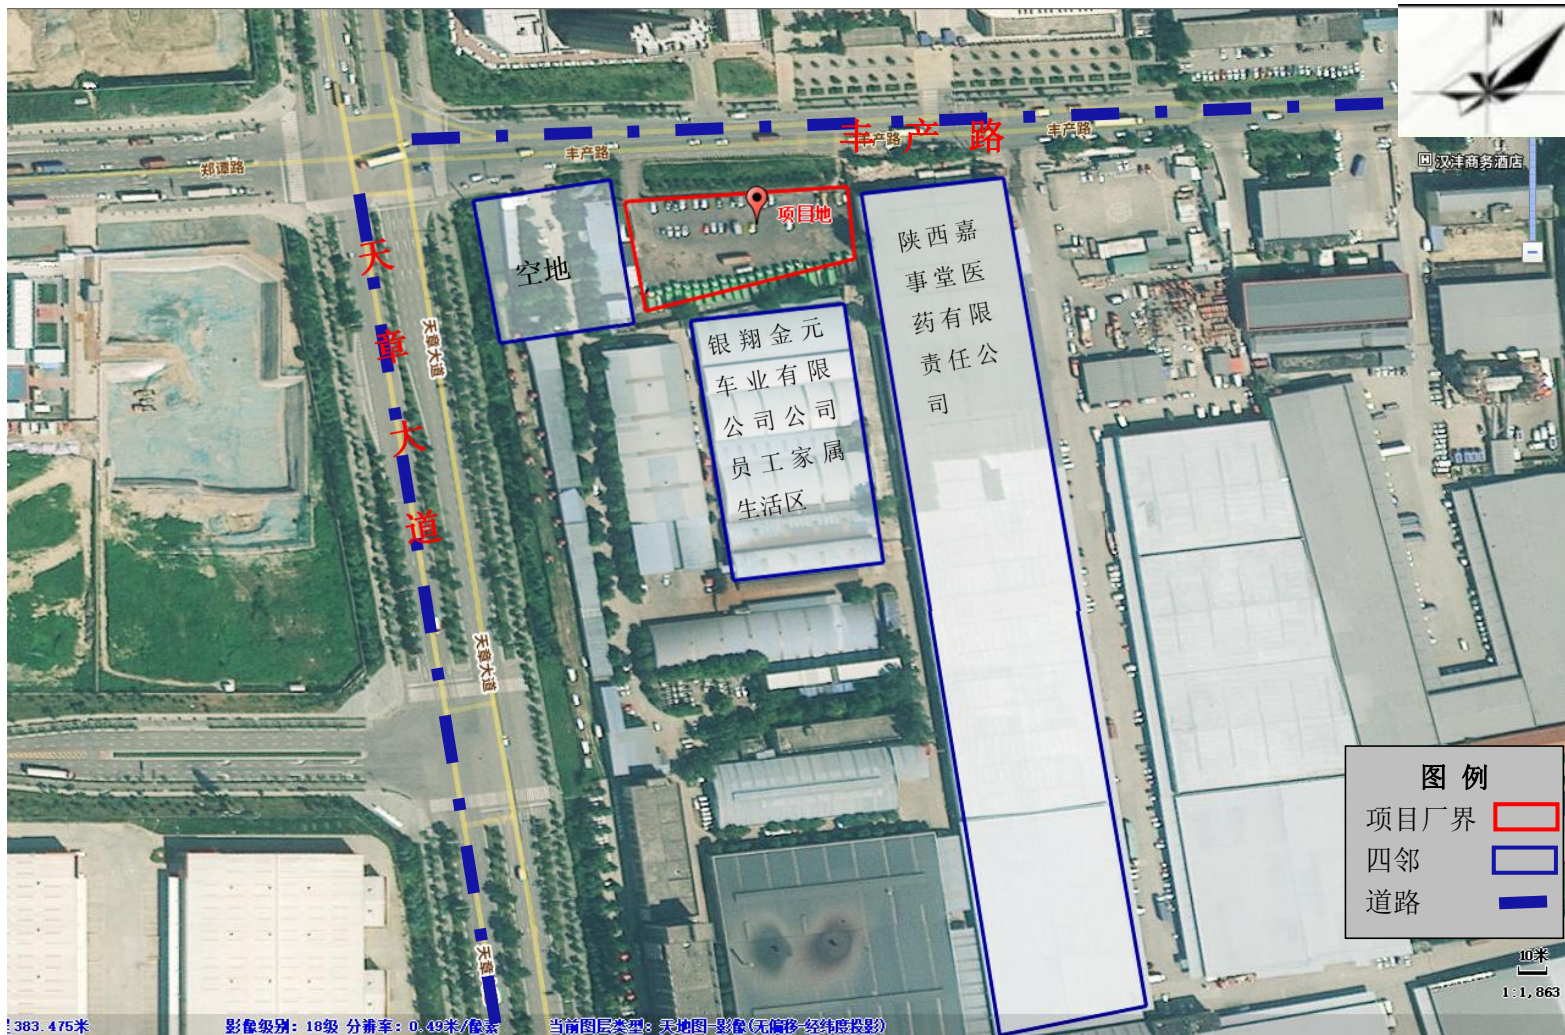 N
丰产路
丰产路
丰产路
丰产路
郑谭路
汉沣商务酒店
项目地
空地
天章大道
天章大道
天章大道
天章
陕西嘉
事堂医
药有限
责任公
司
银翔金元
车业有限
公司公司
员工家属
生活区
图例
项目厂界
四邻
道路
10米
1:1,863
383.475米
影像级别：18级 分辨率：0.49米/像素
当前图层类型：天地图-影像(无偏移-经纬度投影)